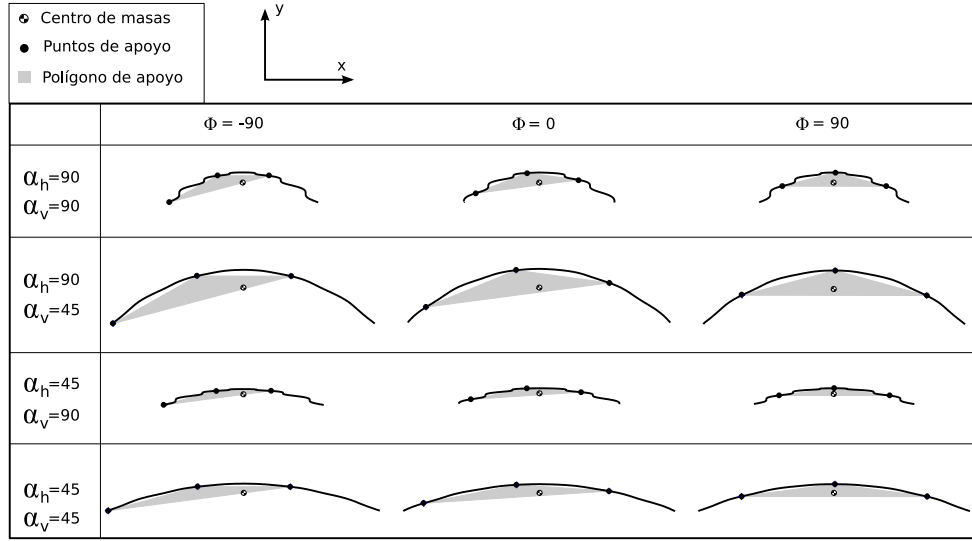 Centro de masas
Puntos de apoyo
Polígono de apoyo
y
x
Φ = -90
Φ = 0
Φ = 90
αh=90
αv=90
αh=90
αv=45
αh=45
αv=90
αh=45
αv=45